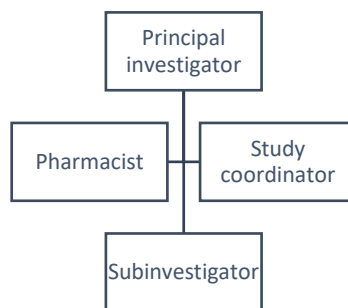 Principal
investigator
Pharmacist
Study
coordinator
Subinvestigator